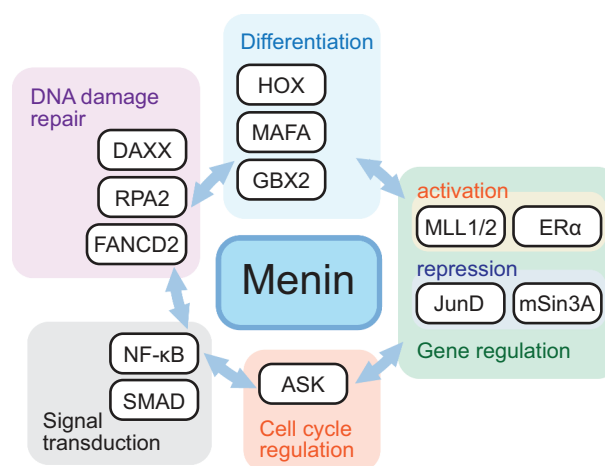 Differentiation
HOX
MAFA
GBX2
DNA damage
repair
DAXX
RPA2
FANCD2
activation
MLL1/2
ERα
repression
JunD
mSin3A
Gene regulation
Menin
NF-κB
SMAD
Signal
transduction
ASK
Cell cycle
regulation